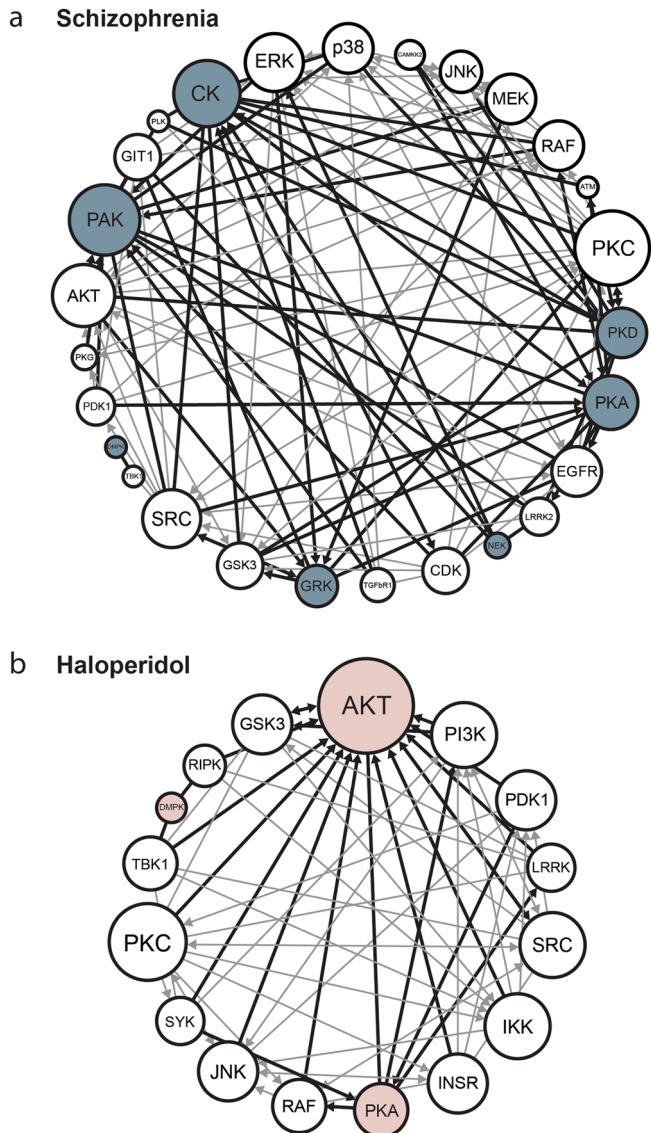 a Schizophrenia
ERK
p38
CAMKK2
JNK
MEK
RAF
ATM
PKC
PKD
PKA
EGFR
LRRK2
NEK
CDK
TGFbR1
GRK
GSK3
SRC
TBK1
DMPK
PDK1
PKG
AKT
PAK
GIT1
PLK
CK
b Haloperidol
AKT
PI3K
PDK1
LRRK
SRC
IKK
INSR
PKA
RAF
JNK
SYK
PKC
TBK1
DMPK
RIPK
GSK3